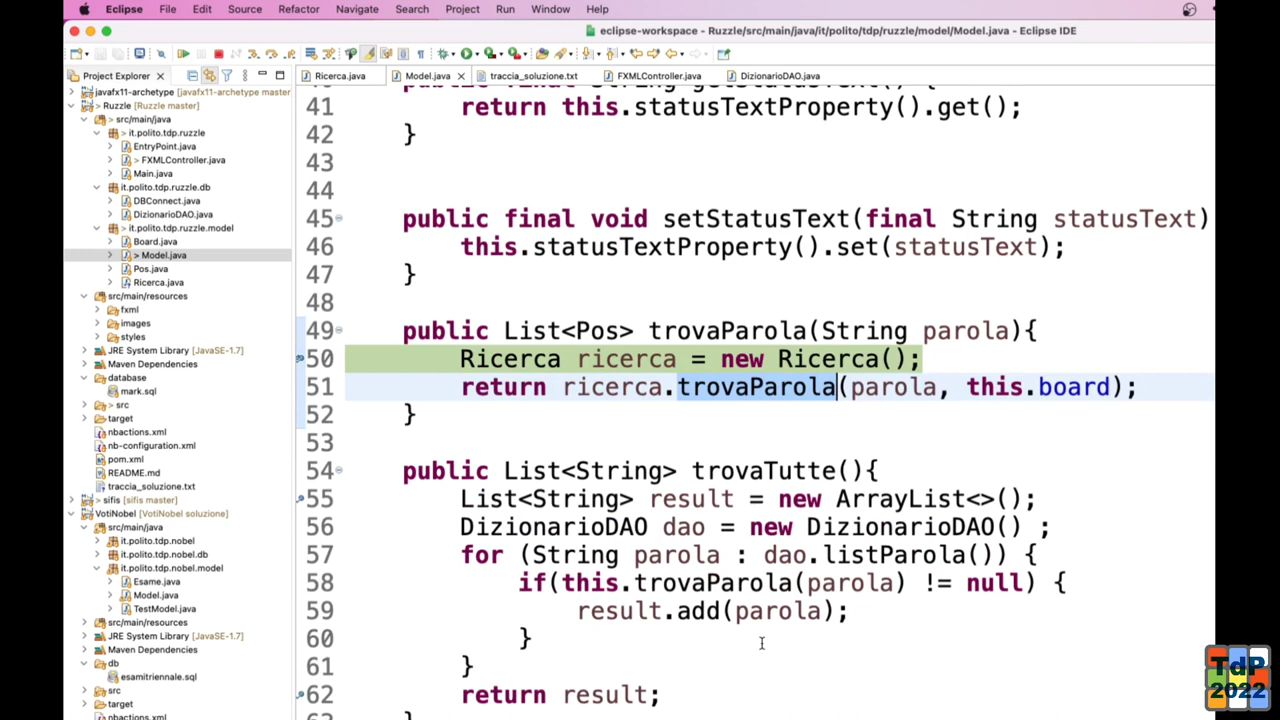 Eclipse File Edit Source Refactor Navigate Search Project Run Window Help
eclipse-workspace - Ruzzle/src/main/java/it/polito/tdp/ruzzle/model/Model.java - Eclipse IDE
Project Explorer
Ricerca.java Model.java traccia_soluzione.txt FXMLController.java DizionarioDAO.java
javafx11-archetype [javafx11-archetype master]
> Ruzzle [Ruzzle master]
> src/main/java
> it.polito.tdp.ruzzle
EntryPoint.java
> FXMLController.java
Main.java
it.polito.tdp.ruzzle.db
DBConnect.java
DizionarioDAO.java
> it.polito.tdp.ruzzle.model
Board.java
> Model.java
Pos.java
Ricerca.java
src/main/resources
fxml
images
styles
JRE System Library [JavaSE-1.7]
Maven Dependencies
database
mark.sql
> src
target
nbactions.xml
nb-configuration.xml
pom.xml
README.md
traccia_soluzione.txt
> sifis [sifis master]
VotiNobel [VotiNobel soluzione]
src/main/java
it.polito.tdp.nobel
it.polito.tdp.nobel.db
it.polito.tdp.nobel.model
Esame.java
Model.java
TestModel.java
src/main/resources
JRE System Library [JavaSE-1.7]
Maven Dependencies
db
esamitriennale.sql
src
target
nbactions.xml
41 return this.statusTextProperty().get();
42 }
43
44
45 public final void setStatusText(final String statusText)
46 this.statusTextProperty().set(statusText);
47 }
48
49 public List<Pos> trovaParola(String parola){
50 Ricerca ricerca = new Ricerca();
51 return ricerca.trovaParola(parola, this.board);
52 }
53
54 public List<String> trovaTutte(){
55 List<String> result = new ArrayList<>();
56 DizionarioDAO dao = new DizionarioDAO() ;
57 for (String parola : dao.listParola()) {
58 if(this.trovaParola(parola) != null) {
59 result.add(parola);
60 }
61 }
62 return result;
TdP
2022